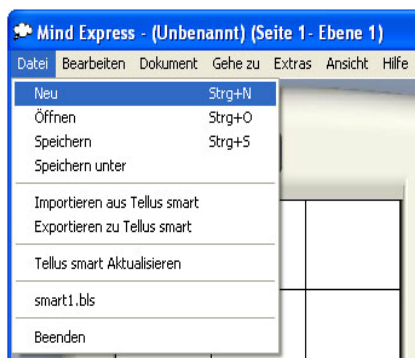 Mind Express - (Unbenannt) (Seite 1- Ebene 1)
Datei Bearbeiten Dokument Gehe zu Extras Ansicht Hilfe
Neu Strg+N
Öffnen Strg+O
Speichern Strg+S
Speichern unter
Importieren aus Tellus smart
Exportieren zu Tellus smart
Tellus smart Aktualisieren
smart1.bls
Beenden